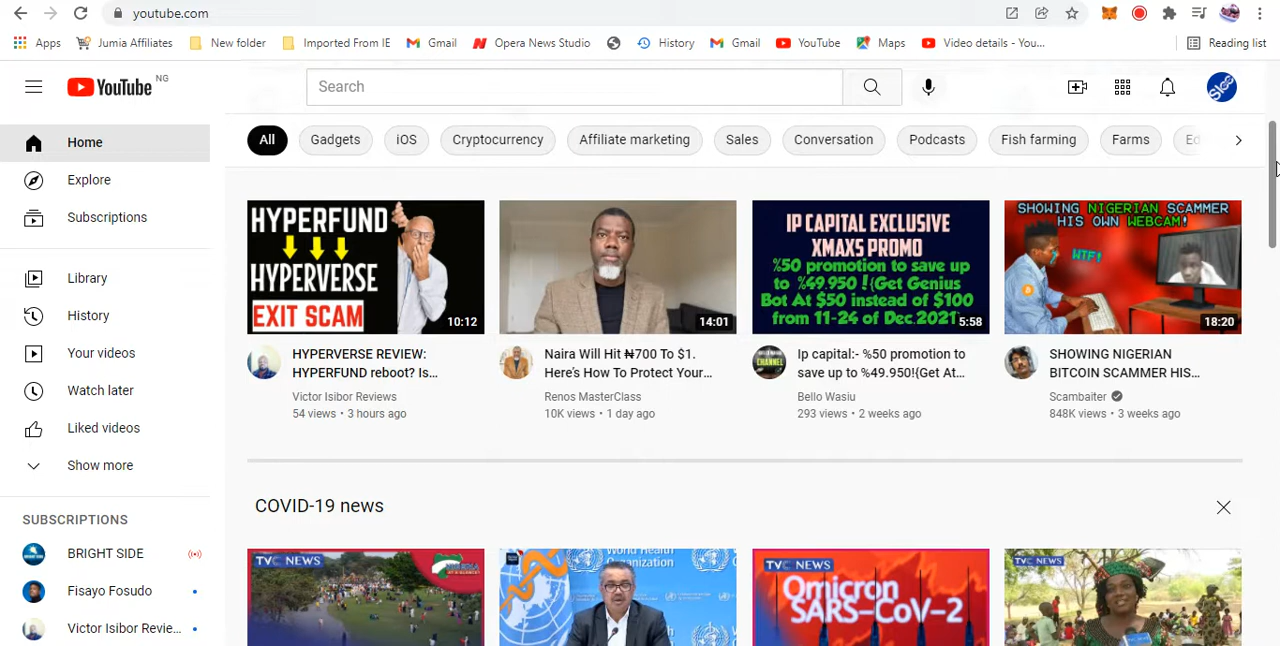 youtube.com
Apps
Jumia Affiliates
New folder
Imported From IE
Gmail
Opera News Studio
History
Gmail
YouTube
Maps
Video details - You...
Reading list
YouTube NG
Search
Home
Explore
Subscriptions
Library
History
Your videos
Watch later
Liked videos
Show more
SUBSCRIPTIONS
BRIGHT SIDE
Fisayo Fosudo
Victor Isibor Revie...
All
Gadgets
iOS
Cryptocurrency
Affiliate marketing
Sales
Conversation
Podcasts
Fish farming
Farms
Ed
HYPERFUND
HYPERVERSE
EXIT SCAM
10:12
HYPERVERSE REVIEW:
HYPERFUND reboot? Is...
Victor Isibor Reviews
54 views • 3 hours ago
14:01
Naira Will Hit ₦700 To $1.
Here's How To Protect Your...
Renos MasterClass
10K views • 1 day ago
IP CAPITAL EXCLUSIVE
XMAXS PROMO
%50 promotion to save up
to %49.950 !{Get Genius
Bot At $50 instead of $100
from 11-24 of Dec.2021
5:58
Ip capital:- %50 promotion to
save up to %49.950!{Get At...
Bello Wasiu
293 views • 2 weeks ago
SHOWING NIGERIAN SCAMMER
HIS OWN WEBCAM!
WTF!
18:20
SHOWING NIGERIAN
BITCOIN SCAMMER HIS...
Scambaiter
848K views • 3 weeks ago
COVID-19 news
TVC NEWS
World Health
Organization
TVC NEWS
Omicron
SARS-CoV-2
TVC NEWS